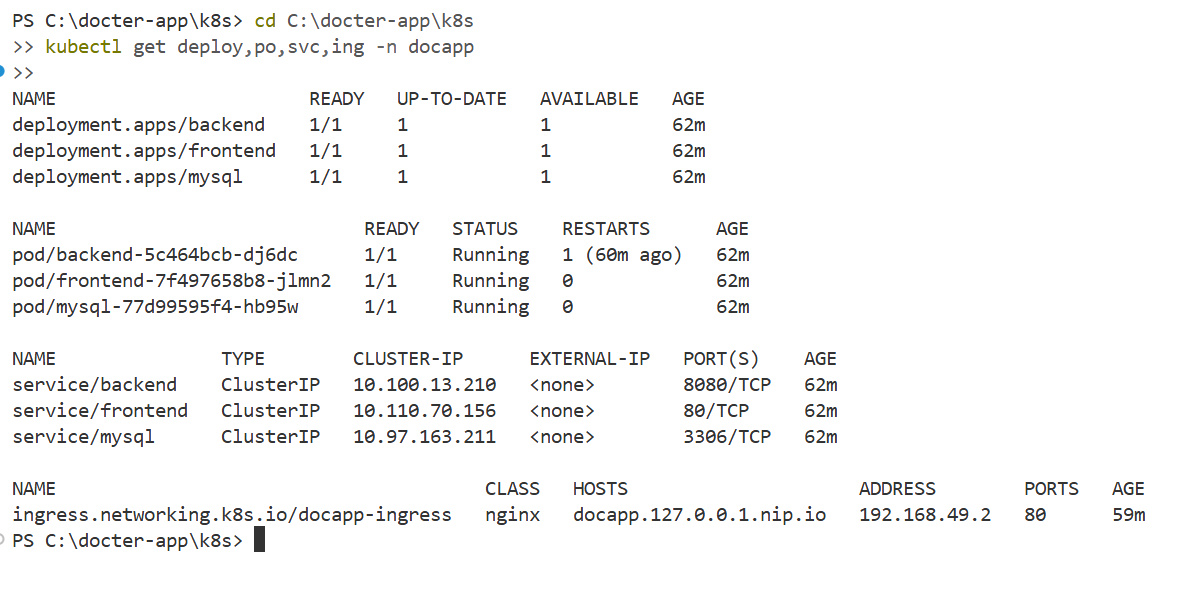 PS C:\docter-app\k8s> cd C:\docter-app\k8s
>> kubectl get deploy,po,svc,ing -n docapp
>>
NAME                       READY   UP-TO-DATE   AVAILABLE   AGE
deployment.apps/backend    1/1     1            1           62m
deployment.apps/frontend   1/1     1            1           62m
deployment.apps/mysql      1/1     1            1           62m

NAME                            READY   STATUS    RESTARTS      AGE
pod/backend-5c464bcb-dj6dc      1/1     Running   1 (60m ago)   62m
pod/frontend-7f497658b8-jlmn2   1/1     Running   0             62m
pod/mysql-77d99595f4-hb95w      1/1     Running   0             62m

NAME               TYPE        CLUSTER-IP      EXTERNAL-IP   PORT(S)    AGE
service/backend    ClusterIP   10.100.13.210   <none>        8080/TCP   62m
service/frontend   ClusterIP   10.110.70.156   <none>        80/TCP     62m
service/mysql      ClusterIP   10.97.163.211   <none>        3306/TCP   62m

NAME                                       CLASS   HOSTS                     ADDRESS        PORTS   AGE
ingress.networking.k8s.io/docapp-ingress   nginx   docapp.127.0.0.1.nip.io   192.168.49.2   80      59m
PS C:\docter-app\k8s>